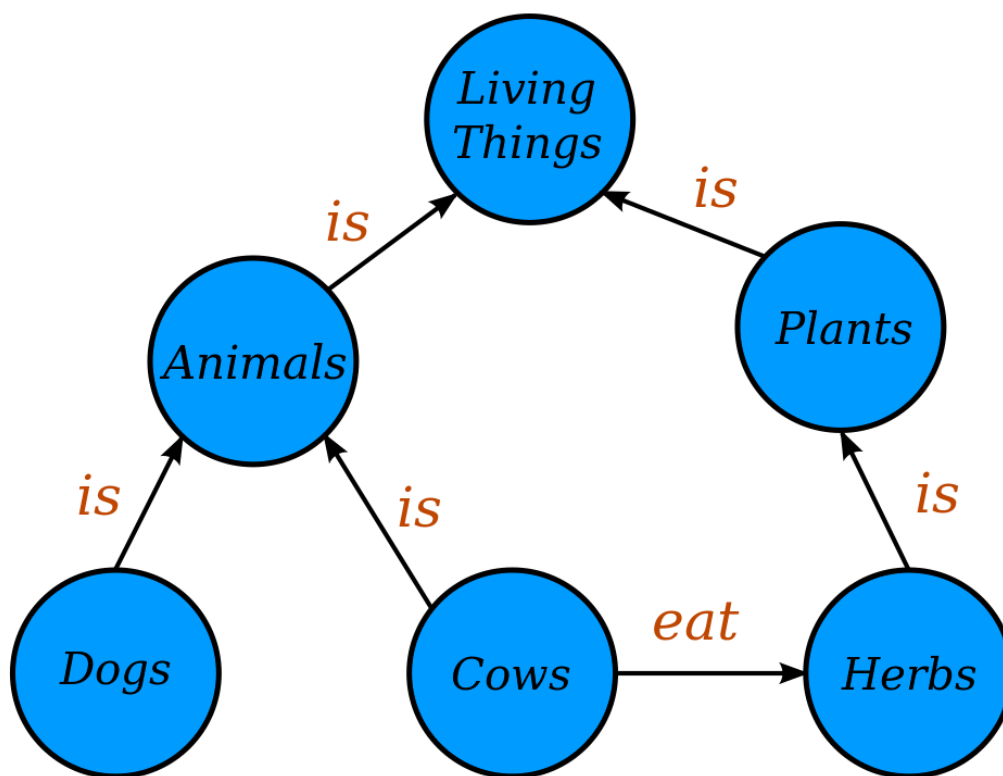 Living
Things
is
is
Animals
Plants
is
is
is
eat
Dogs
Cows
Herbs